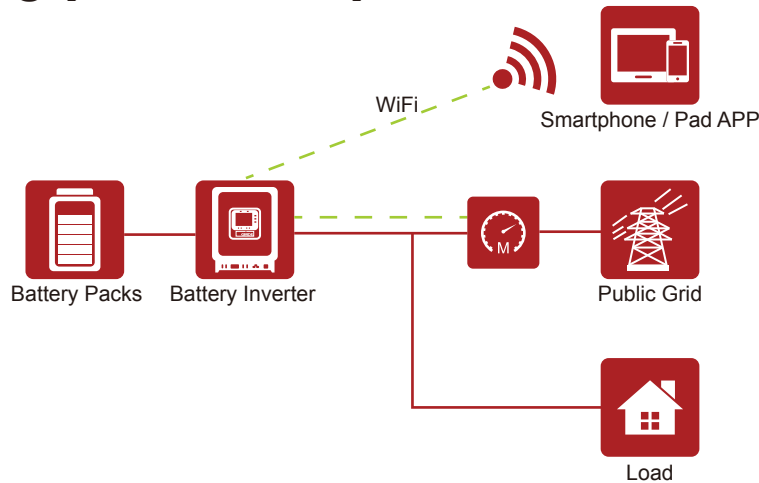 WiFi
Smartphone / Pad APP
M
Battery Packs
Battery Inverter
Public Grid
Load